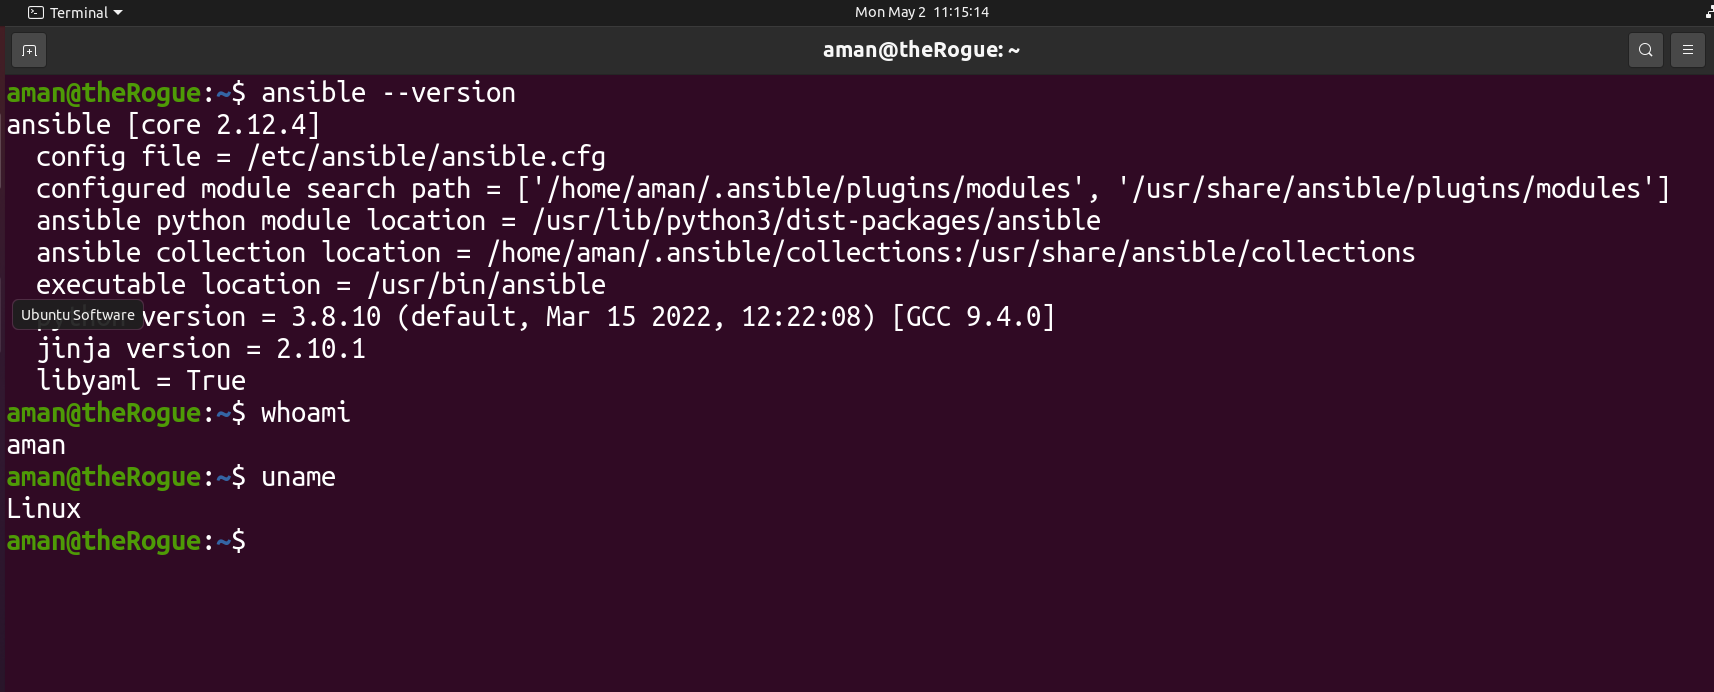 Terminal
Mon May 2 11:15:14
aman@theRogue: ~
aman@theRogue:~$ ansible --version
ansible [core 2.12.4]
config file = /etc/ansible/ansible.cfg
configured module search path = ['/home/aman/.ansible/plugins/modules', '/usr/share/ansible/plugins/modules']
ansible python module location = /usr/lib/python3/dist-packages/ansible
ansible collection location = /home/aman/.ansible/collections:/usr/share/ansible/collections
executable location = /usr/bin/ansible
Ubuntu Software
version = 3.8.10 (default, Mar 15 2022, 12:22:08) [GCC 9.4.0]
jinja version = 2.10.1
libyaml = True
aman@theRogue:~$ whoami
aman
aman@theRogue:~$ uname
Linux
aman@theRogue:~$